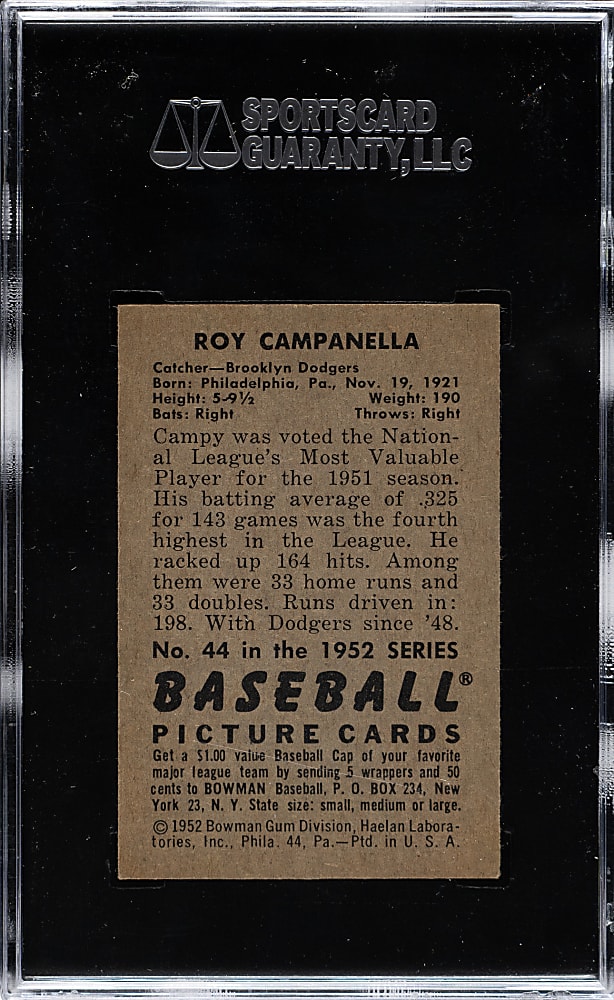 SPORTSCARD
GUARANTY, LLC
ROY CAMPANELLA
Catcher—Brooklyn Dodgers
Born: Philadelphia, Pa., Nov. 19, 1921
Height: 5-9½ Weight: 190
Bats: Right Throws: Right
Campy was voted the Nation-
al League's Most Valuable
Player for the 1951 season.
His batting average of .325
for 143 games was the fourth
highest in the League. He
racked up 164 hits. Among
them were 33 home runs and
33 doubles. Runs driven in:
198. With Dodgers since '48.
No. 44 in the 1952 SERIES
BASEBALL®
PICTURE CARDS
Get a $1.00 value Baseball Cap of your favorite
major league team by sending 5 wrappers and 50
cents to BOWMAN Baseball, P. O. BOX 234, New
York 23, N. Y. State size: small, medium or large.
© 1952 Bowman Gum Division, Haelan Labora-
tories, Inc., Phila. 44, Pa.—Ptd. in U. S. A.